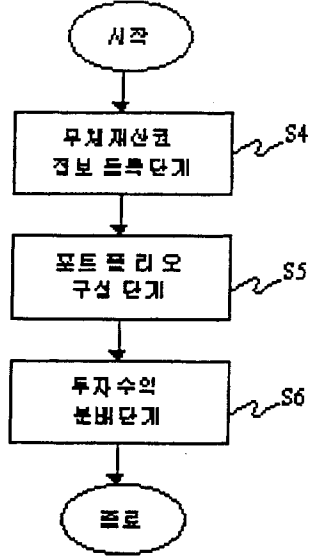 시작
무체재산권
정보 등록단계
S4
포트폴리오
구성 단계
S5
투자수익
분배단계
S6
종료